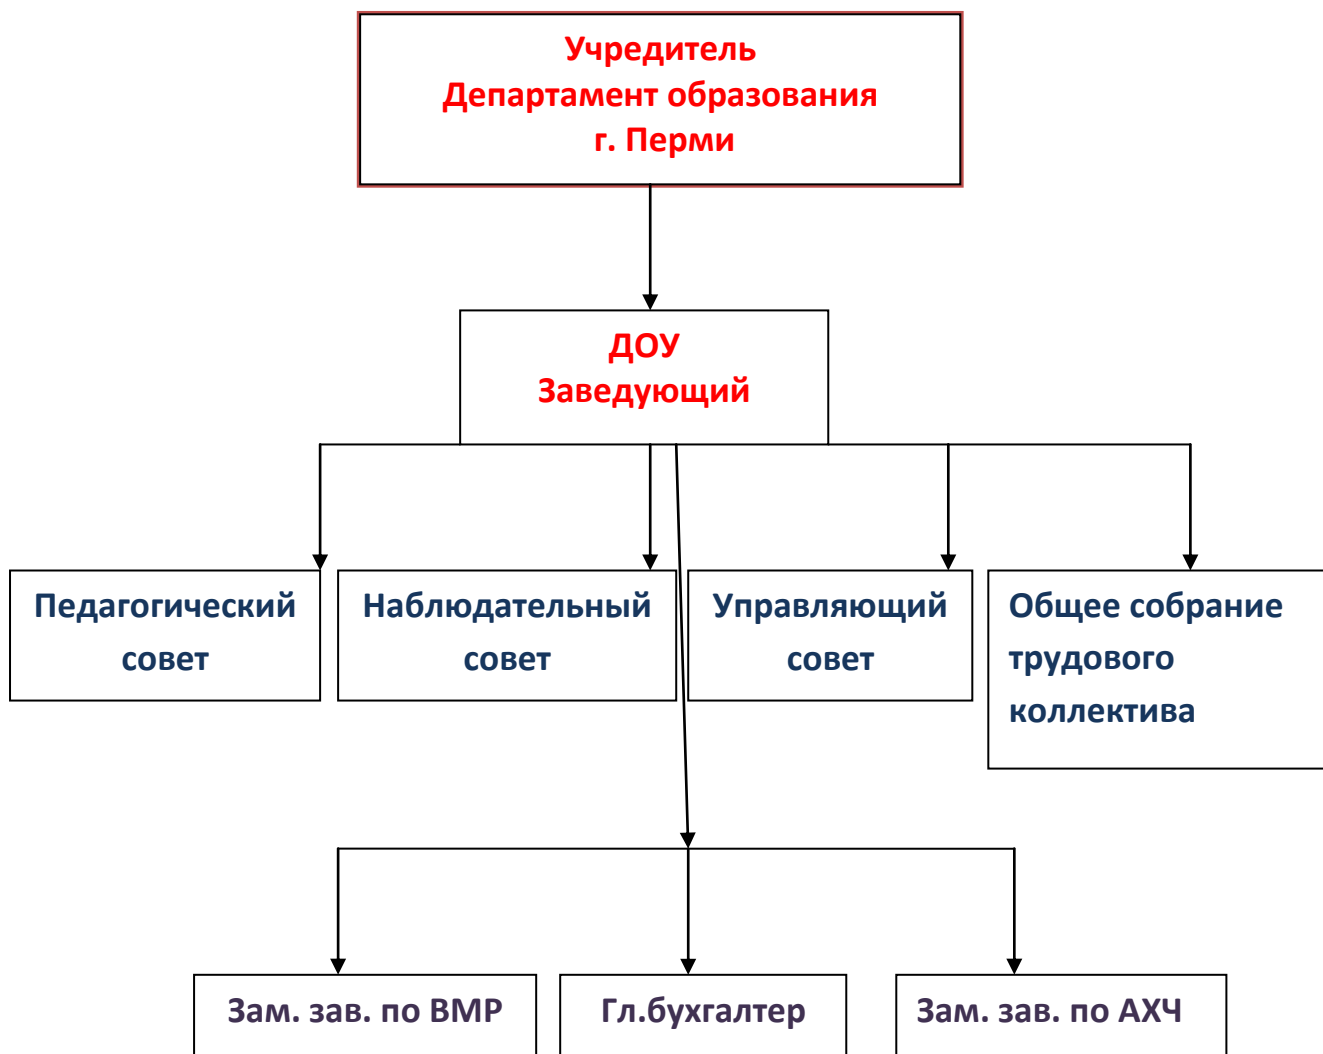 Учредитель
Департамент образования
г. Перми
ДОУ
Заведующий
Педагогический
совет
Наблюдательный
совет
Управляющий
совет
Общее собрание
трудового
коллектива
Зам. зав. по ВМР
Гл.бухгалтер
Зам. зав. по АХЧ